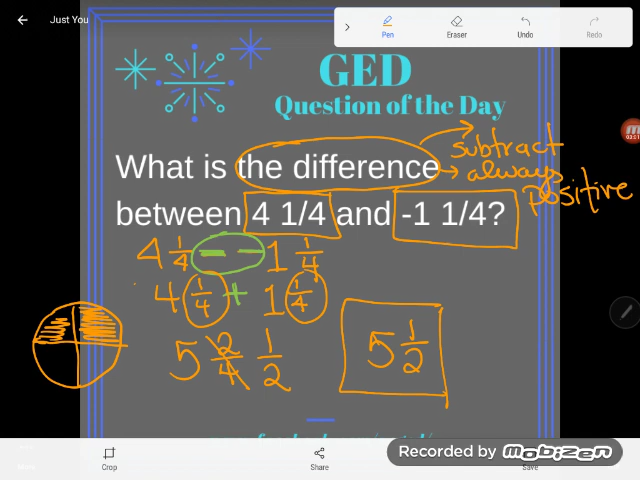 Just You
Pen
Eraser
Undo
Redo
GED
Question of the Day
What is the difference
between 4 1/4 and -1 1/4?
subtract
always
positive
4 1/4 - - 1 1/4
4 1/4 + 1 1/4
5 2/4 1/2
5 1/2
Crop
Share
Save
Recorded by mobizen